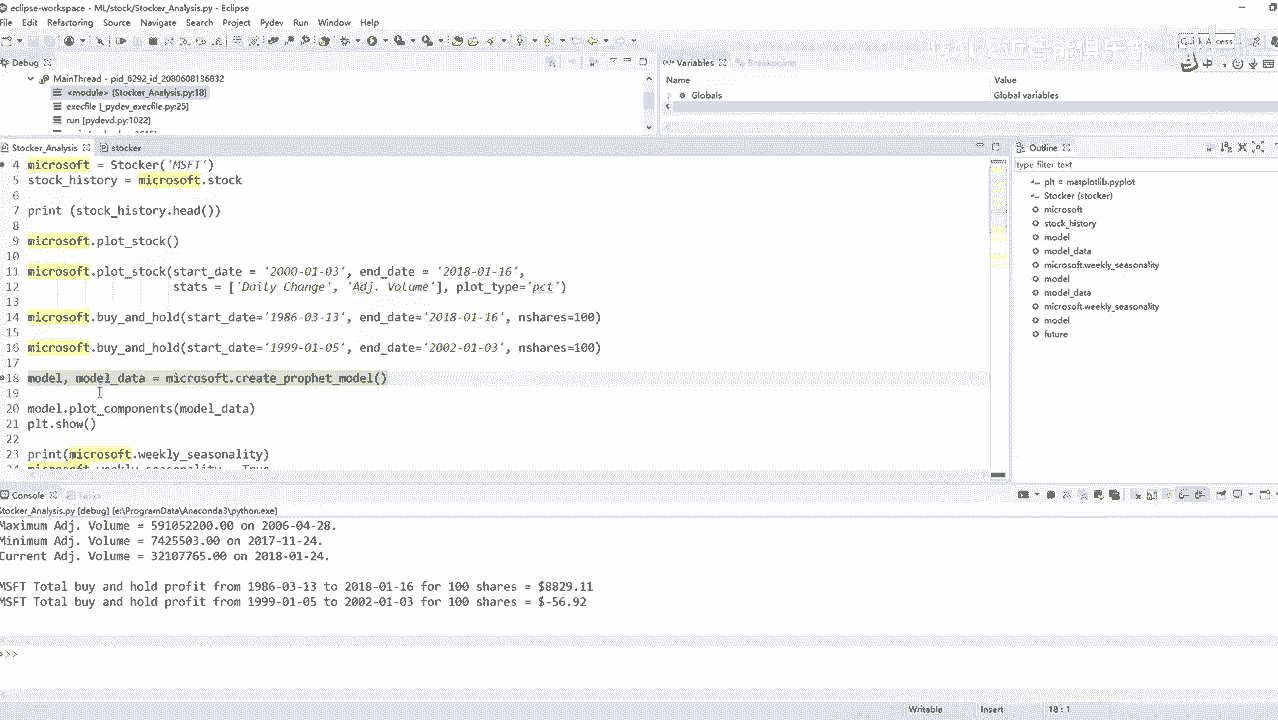 eclipse-workspace - ML/stock/Stocker_Analysis.py - Eclipse
File Edit Refactoring Source Navigate Search Project Pydev Run Window Help
Debug
MainThread - pid_6292_id_2080608136832
<module> [Stocker_Analysis.py:18]
execfile [_pydev_execfile.py:25]
run [pydevd.py:1022]
Variables Breakpoints
Name Value
Globals Global variables
Stocker_Analysis stocker
4 microsoft = Stocker('MSFT')
5 stock_history = microsoft.stock
6
7 print (stock_history.head())
8
9 microsoft.plot_stock()
10
11 microsoft.plot_stock(start_date = '2000-01-03', end_date = '2018-01-16',
12 stats = ['Daily Change', 'Adj. Volume'], plot_type='pct')
13
14 microsoft.buy_and_hold(start_date='1986-03-13', end_date='2018-01-16', nshares=100)
15
16 microsoft.buy_and_hold(start_date='1999-01-05', end_date='2002-01-03', nshares=100)
17
18 model, model_data = microsoft.create_prophet_model()
19
20 model.plot_components(model_data)
21 plt.show()
22
23 print(microsoft.weekly_seasonality)
Outline
type filter text
plt = matplotlib.pyplot
Stocker (stocker)
microsoft
stock_history
model
model_data
microsoft.weekly_seasonality
model
model_data
microsoft.weekly_seasonality
model
future
Console Tasks
Stocker_Analysis.py [debug] [e:\ProgramData\Anaconda3\python.exe]
Maximum Adj. Volume = 591052200.00 on 2006-04-28.
Minimum Adj. Volume = 7425503.00 on 2017-11-24.
Current Adj. Volume = 32107765.00 on 2018-01-24.
MSFT Total buy and hold profit from 1986-03-13 to 2018-01-16 for 100 shares = $8829.11
MSFT Total buy and hold profit from 1999-01-05 to 2002-01-03 for 100 shares = $-56.92
>>>
Writable Insert 18 : 1